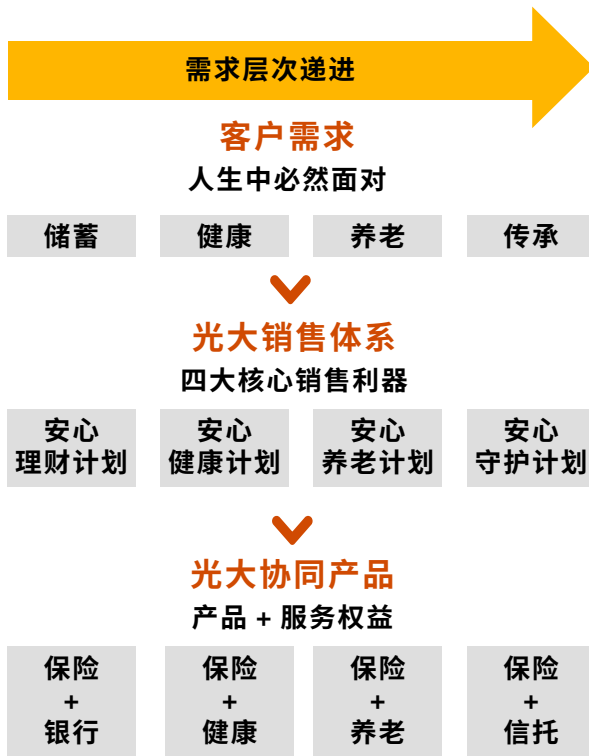 需求层次递进
客户需求
人生中必然面对
储蓄 健康 养老 传承
光大销售体系
四大核心销售利器
安心 安心 安心 安心
理财计划 健康计划 养老计划 守护计划
光大协同产品
产品 + 服务权益
保险 保险 保险 保险
+ + + +
银行 健康 养老 信托